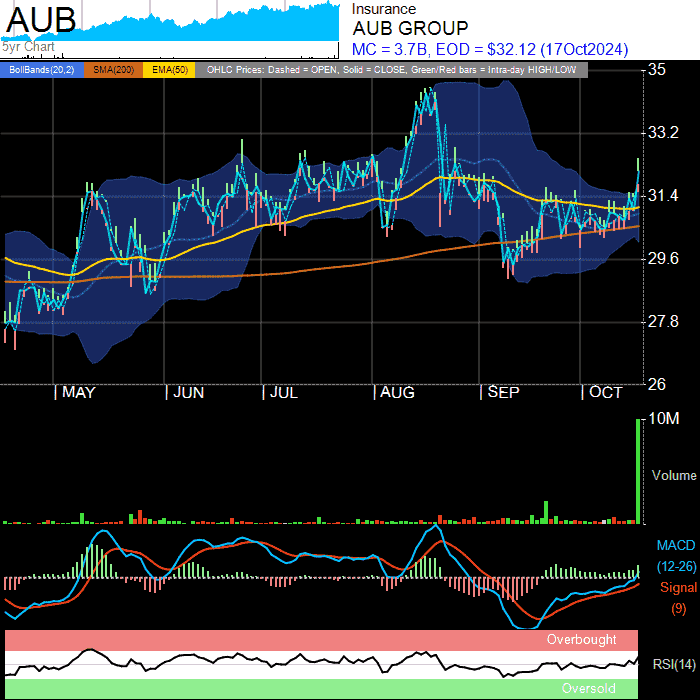 AUB
5yr Chart
Insurance
AUB GROUP
MC = 3.7B, EOD = $32.12 (17Oct2024)
BollBands(20,2) SMA(200) EMA(50) OHLC Prices: Dashed = OPEN, Solid = CLOSE, Green/Red bars = Intra-day HIGH/LOW
35
33.2
31.4
29.6
27.8
26
MAY JUN JUL AUG SEP OCT
10M
Volume
MACD
(12-26)
Signal
(9)
Overbought
RSI(14)
Oversold